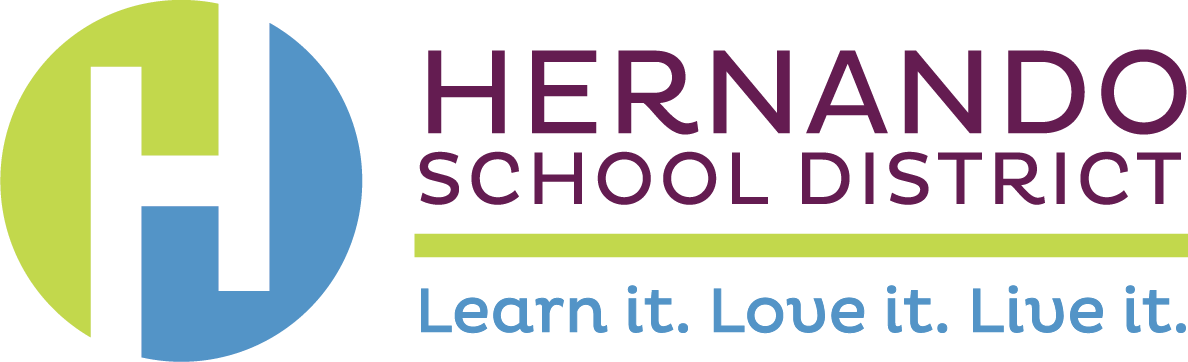 H
HERNANDO
SCHOOL DISTRICT
Learn it. Love it. Live it.